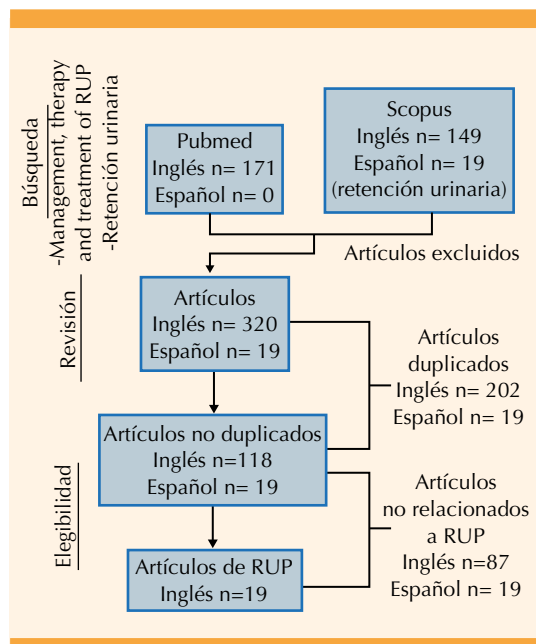 Búsqueda
-Management, therapy
and treatment of RUP
-Retención urinaria
Pubmed
Inglés n= 171
Español n= 0
Scopus
Inglés n= 149
Español n= 19
(retención urinaria)
Artículos excluidos
Revisión
Artículos
Inglés n= 320
Español n= 19
Artículos
duplicados
Inglés n= 202
Español n= 19
Elegibilidad
Artículos no duplicados
Inglés n=118
Español n= 19
Artículos
no relacionados
a RUP
Inglés n=87
Español n= 19
Artículos de RUP
Inglés n=19